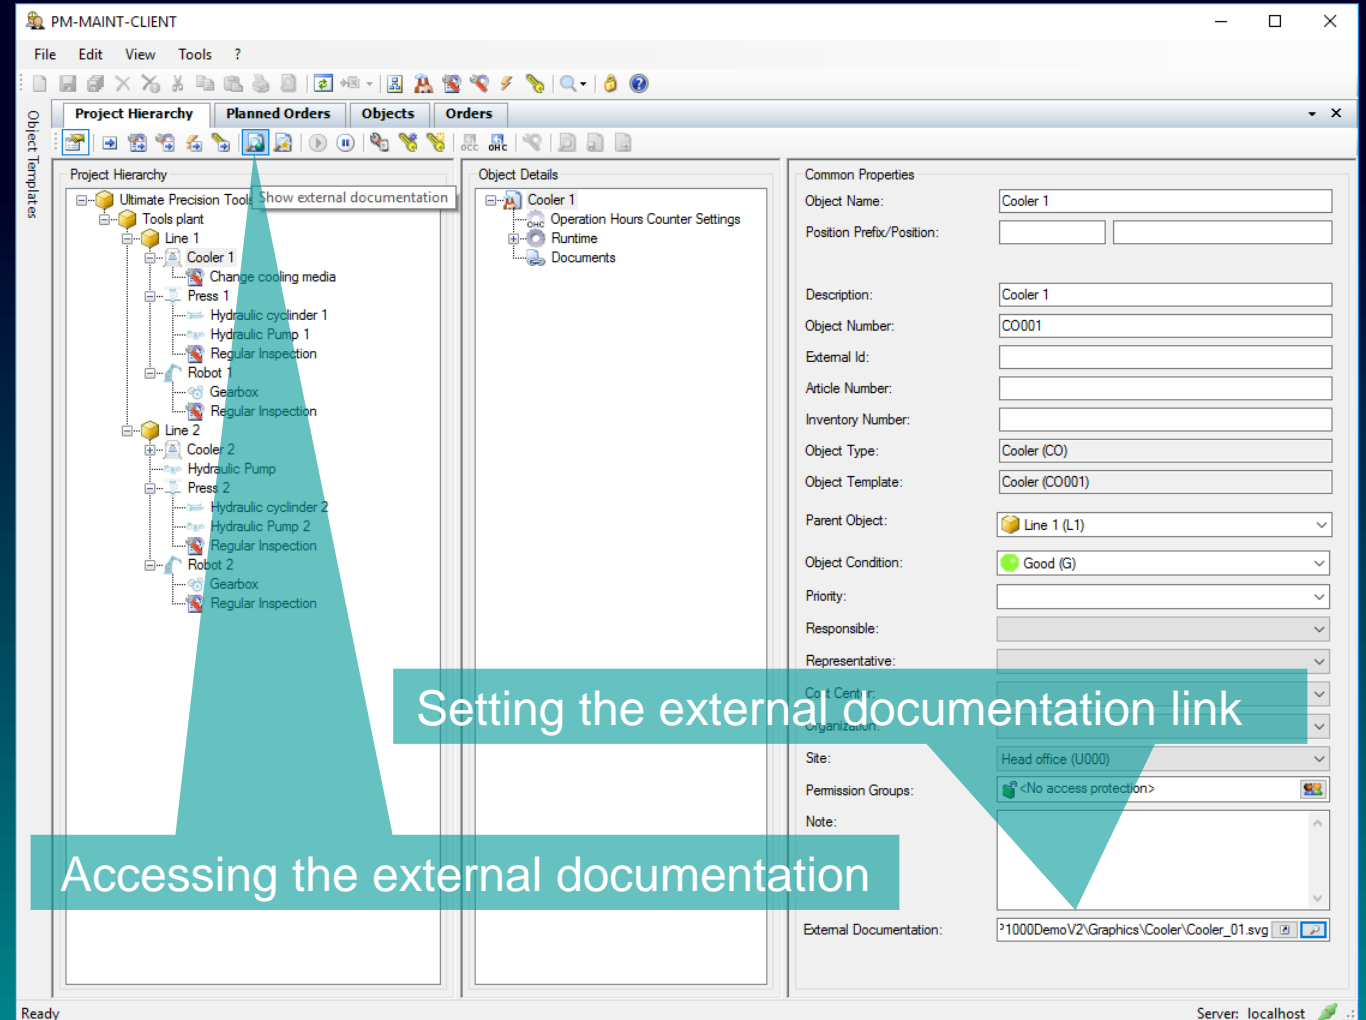 PM-MAINT-CLIENT
File Edit View Tools ?
Project Hierarchy Planned Orders Objects Orders
Object Templates
OCC OHC
Show external documentation
Project Hierarchy
Ultimate Precision Tools
Tools plant
Line 1
Cooler 1
Change cooling media
Press 1
Hydraulic cyclinder 1
Hydraulic Pump 1
Regular Inspection
Robot 1
Gearbox
Regular Inspection
Line 2
Cooler 2
Hydraulic Pump
Press 2
Hydraulic cyclinder 2
Hydraulic Pump 2
Regular Inspection
Robot 2
Gearbox
Regular Inspection
Object Details
Cooler 1
OHC Operation Hours Counter Settings
Runtime
Documents
Common Properties
Object Name: Cooler 1
Position Prefix/Position:
Description: Cooler 1
Object Number: CO001
External Id:
Article Number:
Inventory Number:
Object Type: Cooler (CO)
Object Template: Cooler (CO001)
Parent Object: Line 1 (L1)
Object Condition: Good (G)
Priority:
Responsible:
Representative:
Cost Center:
Organization:
Site: Head office (U000)
Permission Groups: <No access protection>
Note:
External Documentation: P1000DemoV2\Graphics\Cooler\Cooler_01.svg
Setting the external documentation link
Accessing the external documentation
Ready
Server: localhost